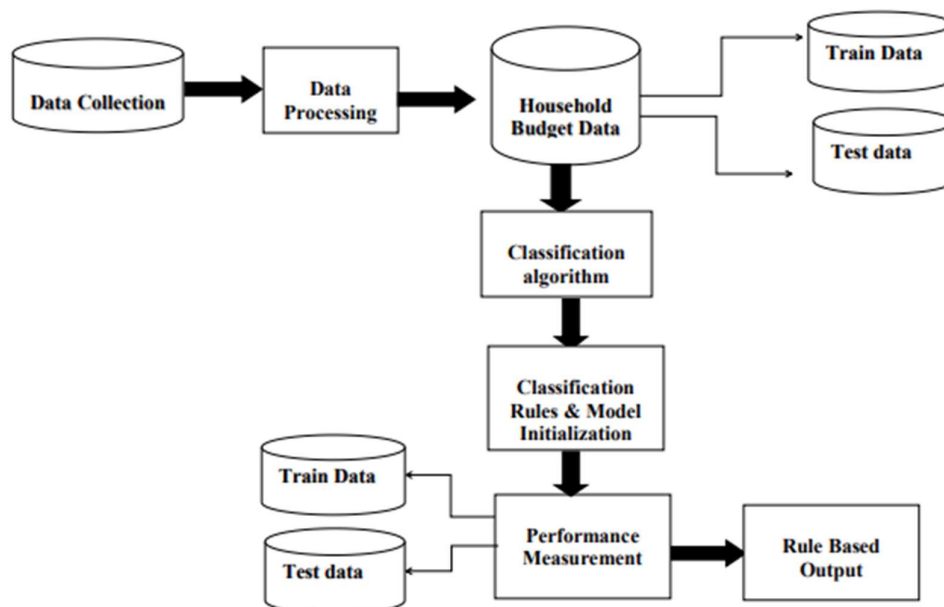 Data Collection
Data
Processing
Household
Budget Data
Train Data
Test data
Classification
algorithm
Classification
Rules & Model
Initialization
Train Data
Test data
Performance
Measurement
Rule Based
Output